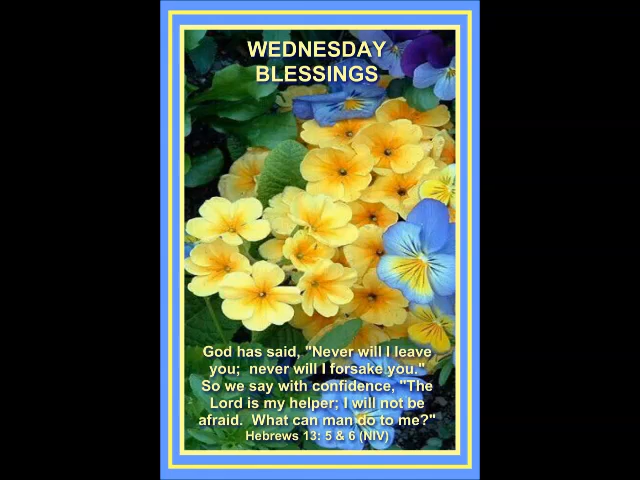 WEDNESDAY
BLESSINGS
God has said, "Never will I leave
you;  never will I forsake you."
So we say with confidence, "The
Lord is my helper; I will not be
afraid.  What can man do to me?"
Hebrews 13: 5 & 6 (NIV)